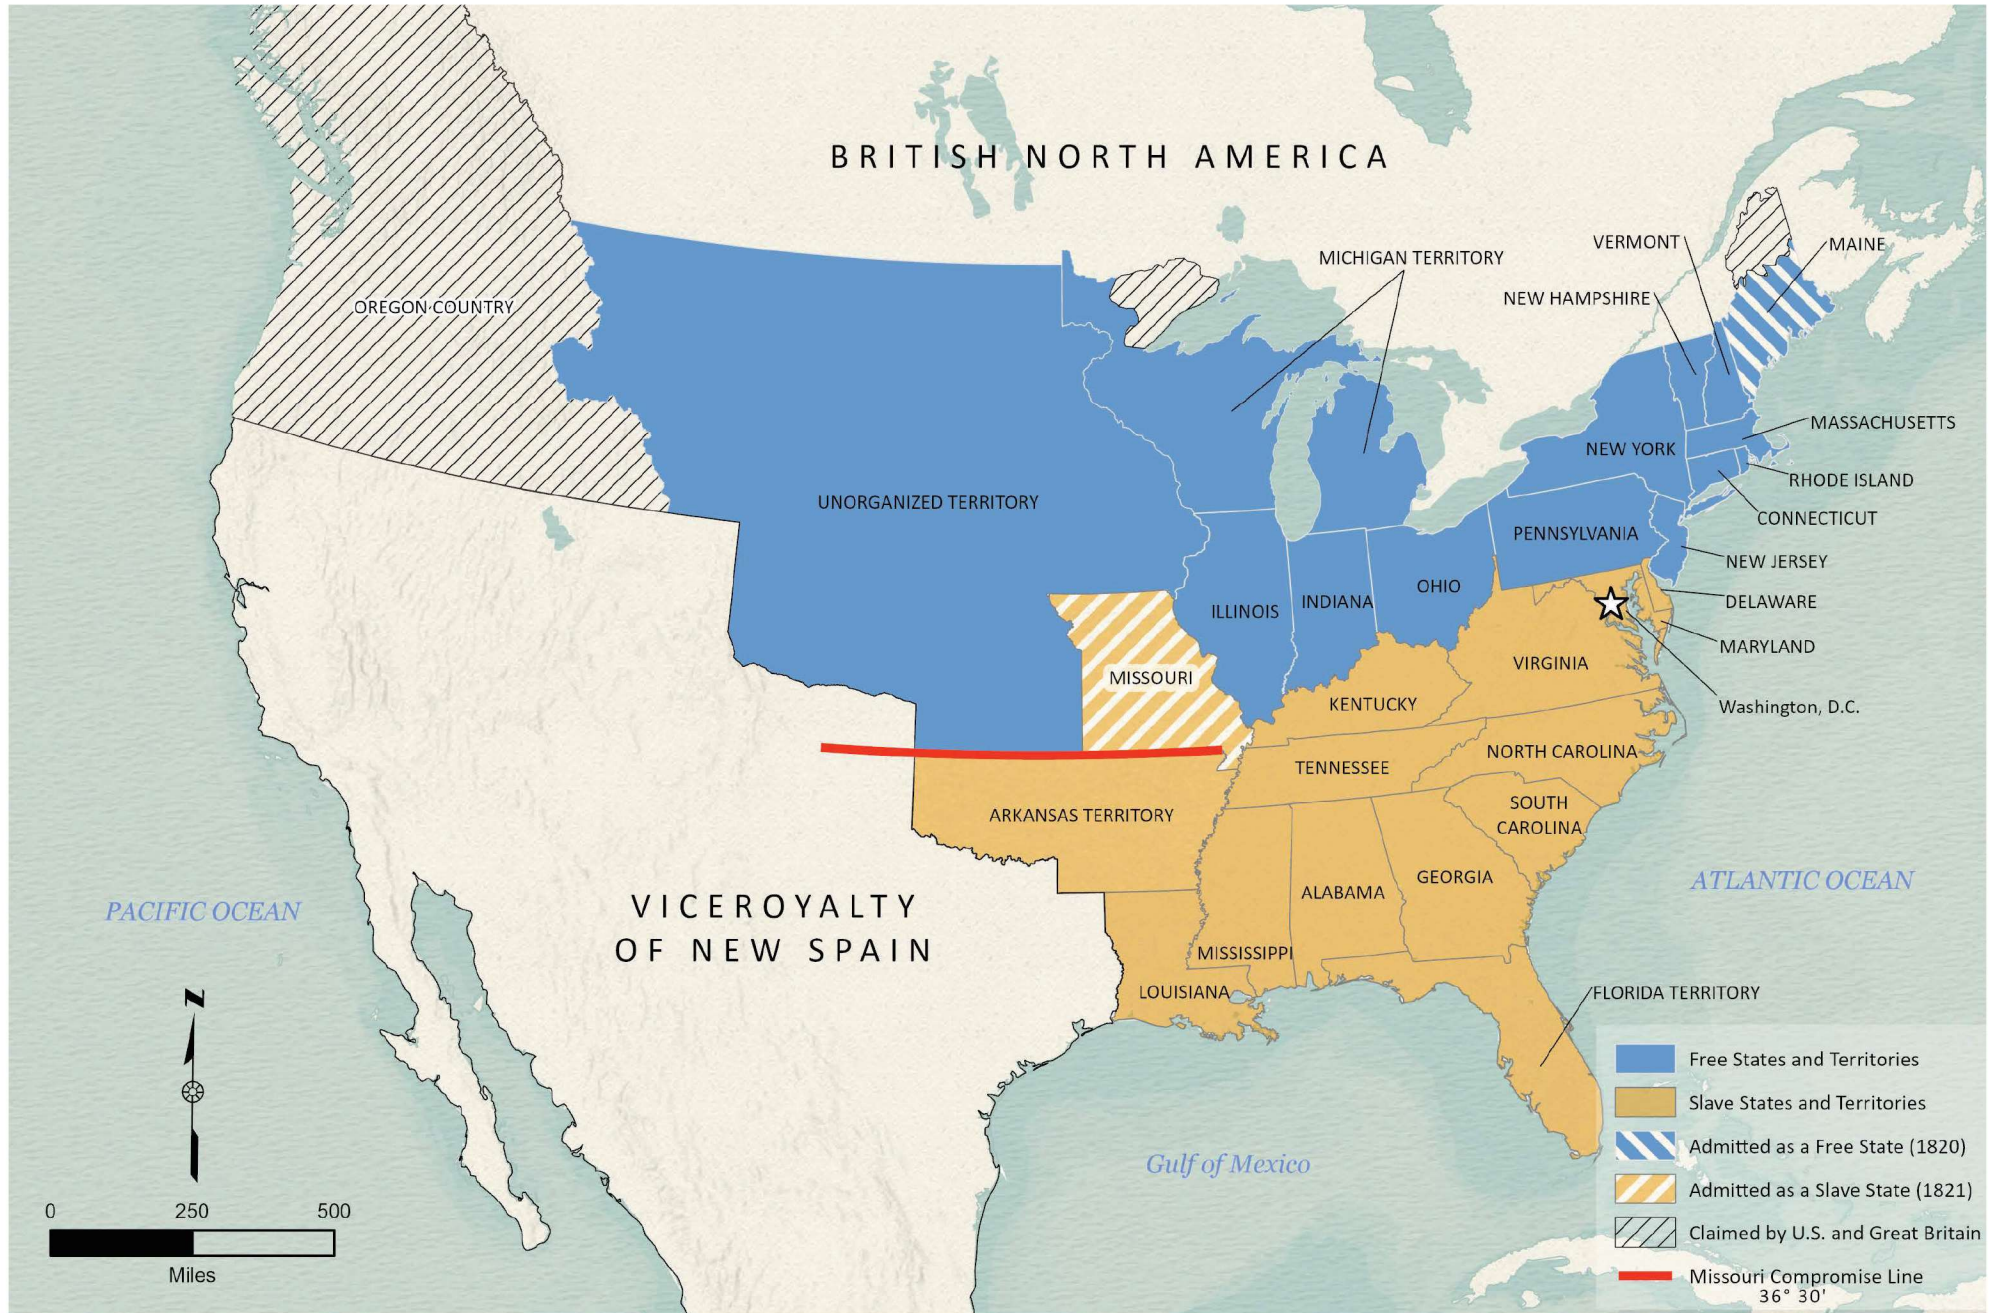 BRITISH NORTH AMERICA
VERMONT
MAINE
MICHIGAN TERRITORY
NEW HAMPSHIRE
OREGON COUNTRY
MASSACHUSETTS
NEW YORK
RHODE ISLAND
UNORGANIZED TERRITORY
CONNECTICUT
PENNSYLVANIA
NEW JERSEY
OHIO
INDIANA
ILLINOIS
DELAWARE
MARYLAND
VIRGINIA
MISSOURI
KENTUCKY
Washington, D.C.
NORTH CAROLINA
TENNESSEE
SOUTH
CAROLINA
ARKANSAS TERRITORY
GEORGIA
ALABAMA
ATLANTIC OCEAN
PACIFIC OCEAN
VICEROYALTY
OF NEW SPAIN
MISSISSIPPI
LOUISIANA
FLORIDA TERRITORY
Gulf of Mexico
N
0 250 500
Miles
Free States and Territories
Slave States and Territories
Admitted as a Free State (1820)
Admitted as a Slave State (1821)
Claimed by U.S. and Great Britain
Missouri Compromise Line
36° 30'